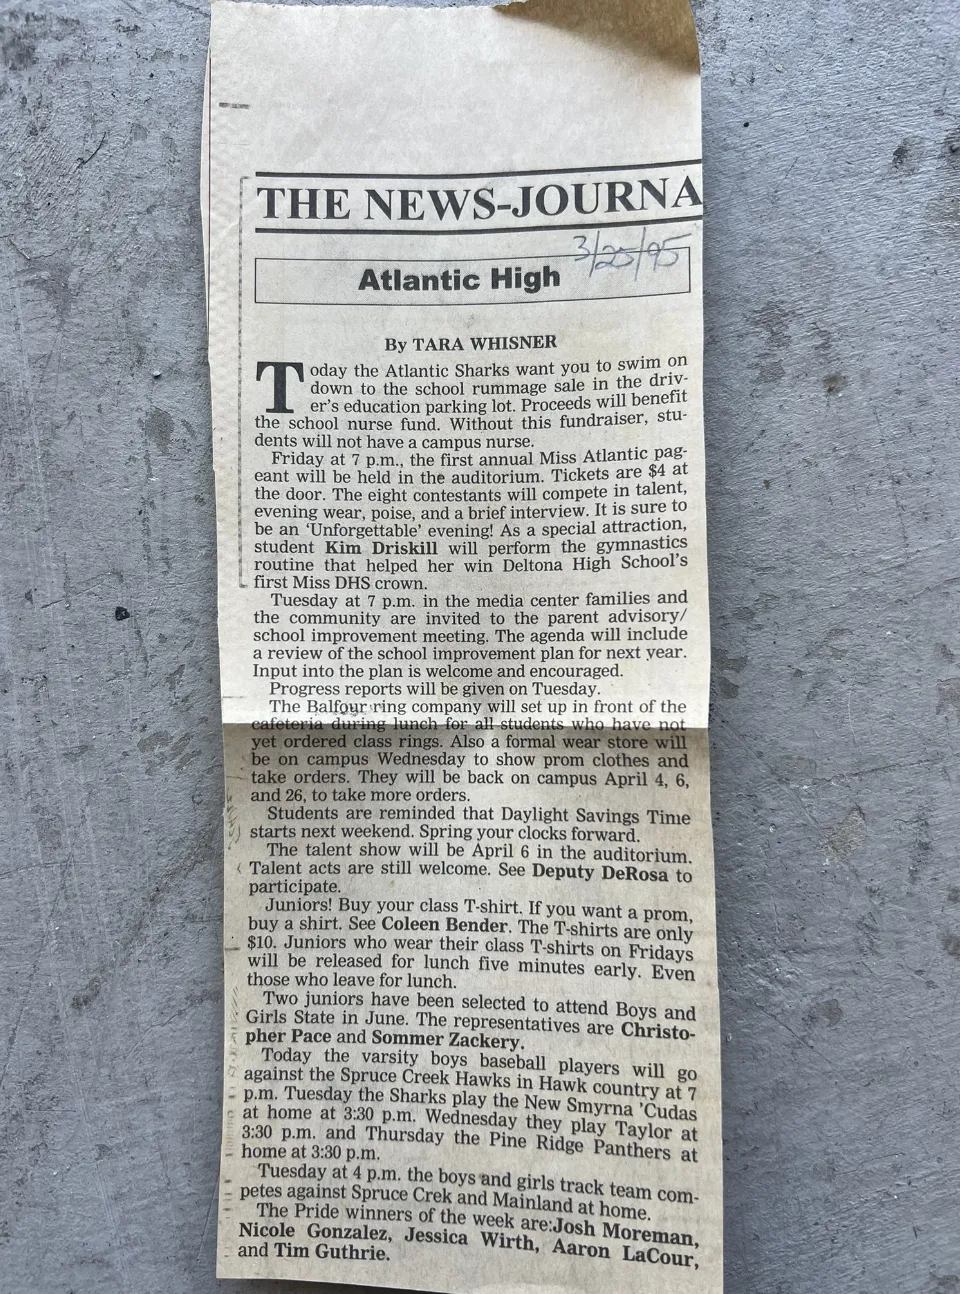 THE NEWS-JOURNA
3/25/95
Atlantic High
By TARA WHISNER
Today the Atlantic Sharks want you to swim on
down to the school rummage sale in the driv-
er's education parking lot. Proceeds will benefit
the school nurse fund. Without this fundraiser, stu-
dents will not have a campus nurse.
Friday at 7 p.m., the first annual Miss Atlantic pag-
eant will be held in the auditorium. Tickets are $4 at
the door. The eight contestants will compete in talent,
evening wear, poise, and a brief interview. It is sure to
be an 'Unforgettable' evening! As a special attraction,
student Kim Driskill will perform the gymnastics
routine that helped her win Deltona High School's
first Miss DHS crown.
Tuesday at 7 p.m. in the media center families and
the community are invited to the parent advisory/
school improvement meeting. The agenda will include
a review of the school improvement plan for next year.
Input into the plan is welcome and encouraged.
Progress reports will be given on Tuesday.
The Balfour ring company will set up in front of the
cafeteria during lunch for all students who have not
yet ordered class rings. Also a formal wear store will
be on campus Wednesday to show prom clothes and
take orders. They will be back on campus April 4, 6,
and 26, to take more orders.
Students are reminded that Daylight Savings Time
starts next weekend. Spring your clocks forward.
The talent show will be April 6 in the auditorium.
Talent acts are still welcome. See Deputy DeRosa to
participate.
Juniors! Buy your class T-shirt. If you want a prom,
buy a shirt. See Coleen Bender. The T-shirts are only
$10. Juniors who wear their class T-shirts on Fridays
will be released for lunch five minutes early. Even
those who leave for lunch.
Two juniors have been selected to attend Boys and
Girls State in June. The representatives are Christo-
pher Pace and Sommer Zackery.
Today the varsity boys baseball players will go
against the Spruce Creek Hawks in Hawk country at 7
p.m. Tuesday the Sharks play the New Smyrna 'Cudas
at home at 3:30 p.m. Wednesday they play Taylor at
3:30 p.m. and Thursday the Pine Ridge Panthers at
home at 3:30 p.m.
Tuesday at 4 p.m. the boys and girls track team com-
petes against Spruce Crek and Mainland at home.
The Pride winners of the week are:Josh Moreman,
Nicole Gonzalez, Jessica Wirth, Aaron LaCour,
and Tim Guthrie.